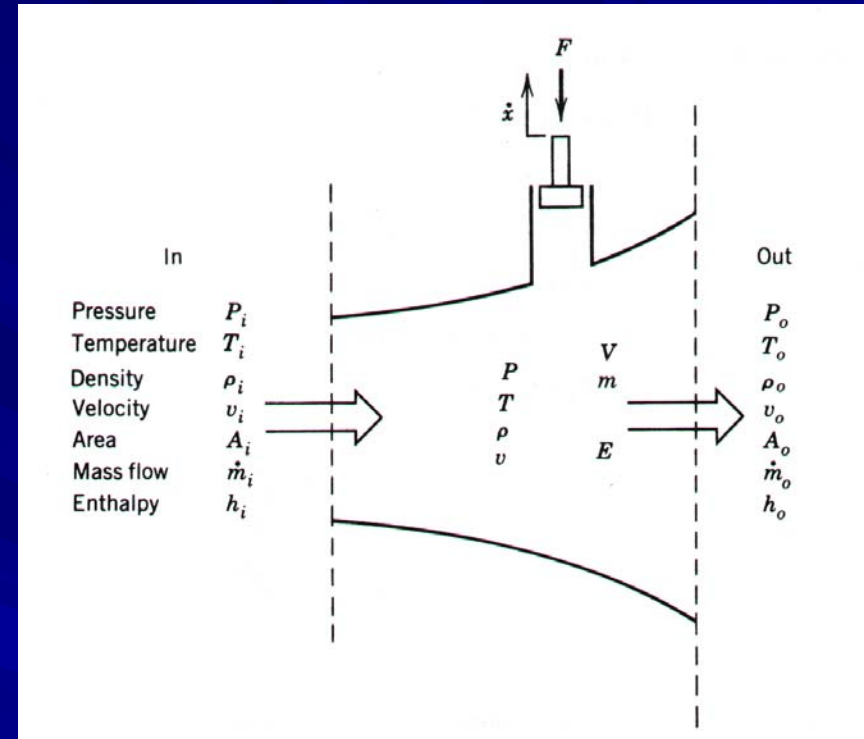 F
ẋ
In
Out
Pressure P_i
Temperature T_i
Density ρ_i
Velocity v_i
Area A_i
Mass flow ṁ_i
Enthalpy h_i
P
T
ρ
v
V
m
E
P_o
T_o
ρ_o
v_o
A_o
ṁ_o
h_o